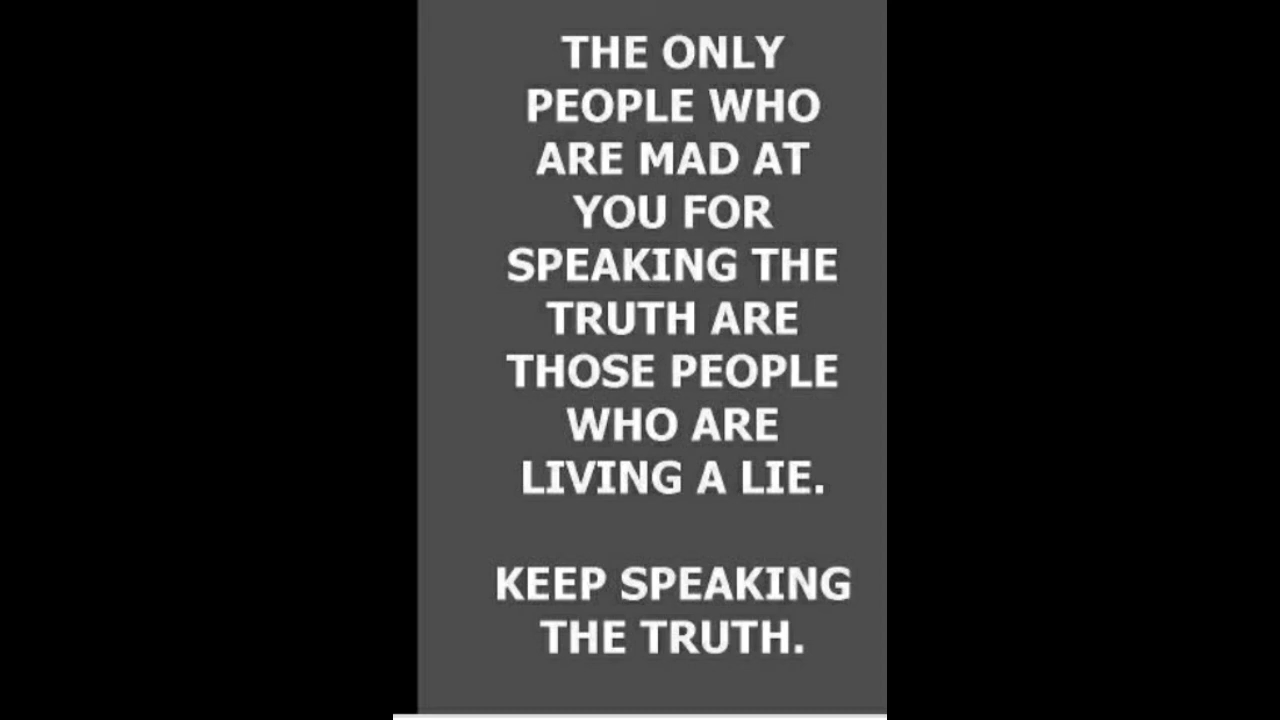 THE ONLY
PEOPLE WHO
ARE MAD AT
YOU FOR
SPEAKING THE
TRUTH ARE
THOSE PEOPLE
WHO ARE
LIVING A LIE.
KEEP SPEAKING
THE TRUTH.